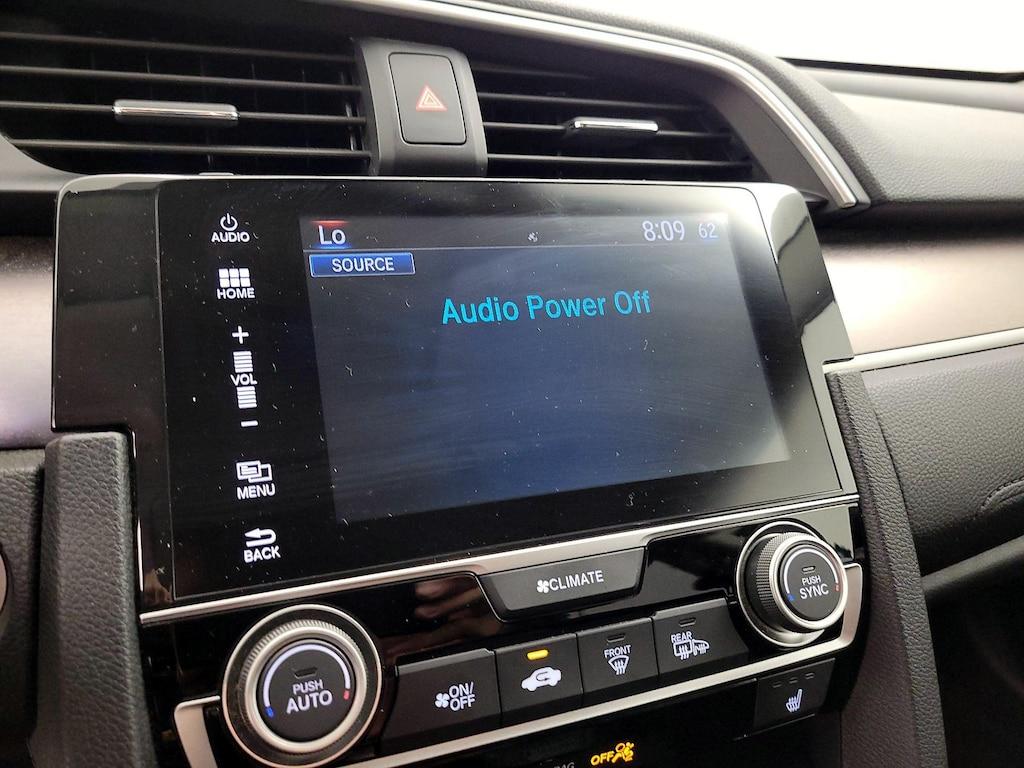 AUDIO
Lo
8:09 62
SOURCE
HOME
Audio Power Off
+
VOL
-
MENU
BACK
CLIMATE
PUSH
SYNC
PUSH
AUTO
ON/
OFF
FRONT
REAR
OFF